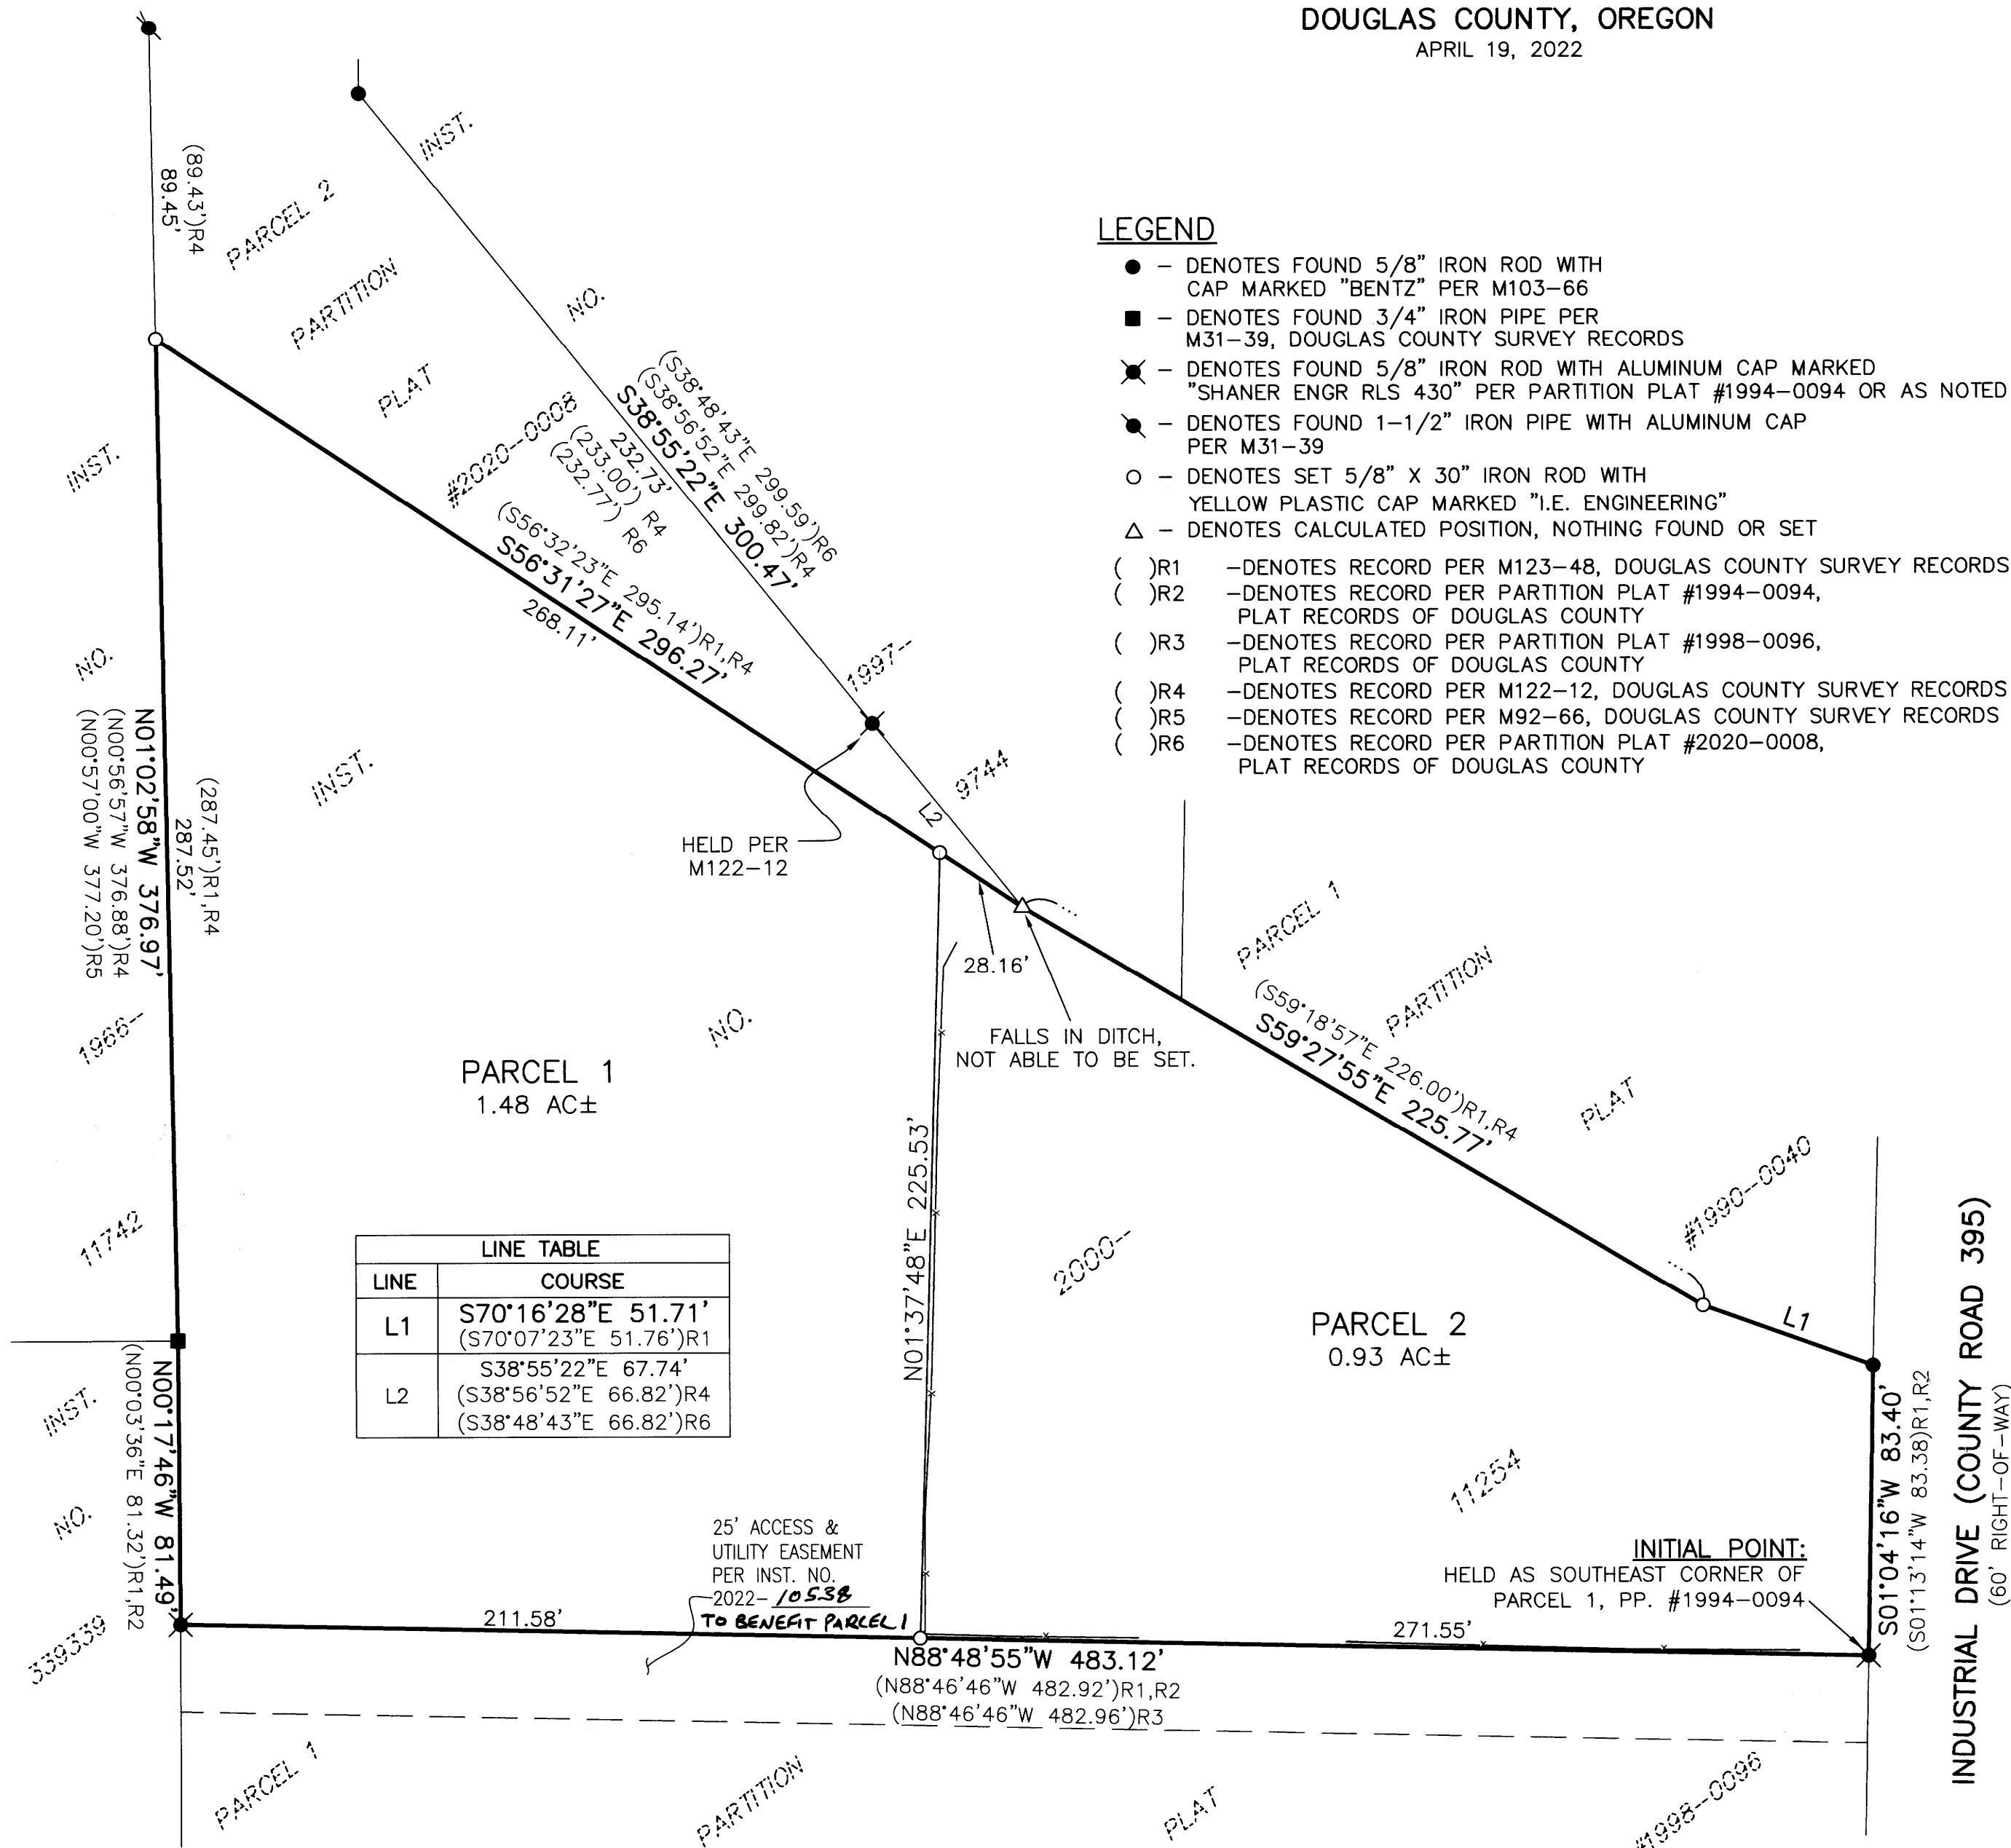 DOUGLAS COUNTY, OREGON
APRIL 19, 2022
LEGEND
– DENOTES FOUND 5/8" IRON ROD WITH
CAP MARKED "BENTZ" PER M103–66
– DENOTES FOUND 3/4" IRON PIPE PER
M31–39, DOUGLAS COUNTY SURVEY RECORDS
– DENOTES FOUND 5/8" IRON ROD WITH ALUMINUM CAP MARKED
"SHANER ENGR RLS 430" PER PARTITION PLAT #1994–0094 OR AS NOTED
– DENOTES FOUND 1–1/2" IRON PIPE WITH ALUMINUM CAP
PER M31–39
– DENOTES SET 5/8" X 30" IRON ROD WITH
YELLOW PLASTIC CAP MARKED "I.E. ENGINEERING"
– DENOTES CALCULATED POSITION, NOTHING FOUND OR SET
( )R1 –DENOTES RECORD PER M123–48, DOUGLAS COUNTY SURVEY RECORDS
( )R2 –DENOTES RECORD PER PARTITION PLAT #1994–0094,
PLAT RECORDS OF DOUGLAS COUNTY
( )R3 –DENOTES RECORD PER PARTITION PLAT #1998–0096,
PLAT RECORDS OF DOUGLAS COUNTY
( )R4 –DENOTES RECORD PER M122–12, DOUGLAS COUNTY SURVEY RECORDS
( )R5 –DENOTES RECORD PER M92–66, DOUGLAS COUNTY SURVEY RECORDS
( )R6 –DENOTES RECORD PER PARTITION PLAT #2020–0008,
PLAT RECORDS OF DOUGLAS COUNTY
(89.43')R4
89.45'
PARCEL 2
PARTITION
PLAT
#2020--0008
INST.
NO.
1997--
9744
(S38°48'43"E 299.59')R6
(S38°56'52"E 299.82')R4
S38°55'22"E 300.47'
232.73'
(233.00') R4
(232.77') R6
(S56°32'23"E 295.14')R1,R4
S56°31'27"E 296.27'
268.11'
INST.
NO.
1966--
11742
(287.45')R1,R4
287.52'
N01°02'58"W 376.97'
(N00°56'57"W 376.88')R4
(N00°57'00"W 377.20')R5
INST.
NO.
2000--
11254
HELD PER
M122–12
L2
28.16'
FALLS IN DITCH,
NOT ABLE TO BE SET.
PARCEL 1
PARTITION
PLAT
#1990--0040
(S59°18'57"E 226.00')R1,R4
S59°27'55"E 225.77'
L1
PARCEL 1
1.48 AC±
N01°37'48"E 225.53'
PARCEL 2
0.93 AC±
LINE TABLE
LINE COURSE
L1 S70°16'28"E 51.71'
(S70°07'23"E 51.76')R1
L2 S38°55'22"E 67.74'
(S38°56'52"E 66.82')R4
(S38°48'43"E 66.82')R6
INST.
NO.
339339
N00°17'46"W 81.49'
(N00°03'36"E 81.32')R1,R2
25' ACCESS &
UTILITY EASEMENT
PER INST. NO.
2022– 10538
TO BENEFIT PARCEL 1
211.58'
271.55'
N88°48'55"W 483.12'
(N88°46'46"W 482.92')R1,R2
(N88°46'46"W 482.96')R3
INITIAL POINT:
HELD AS SOUTHEAST CORNER OF
PARCEL 1, PP. #1994–0094
S01°04'16"W 83.40'
(S01°13'14"W 83.38)R1,R2
INDUSTRIAL DRIVE (COUNTY ROAD 395)
(60' RIGHT–OF–WAY)
PARCEL 1
PARTITION
PLAT
#1998--0096